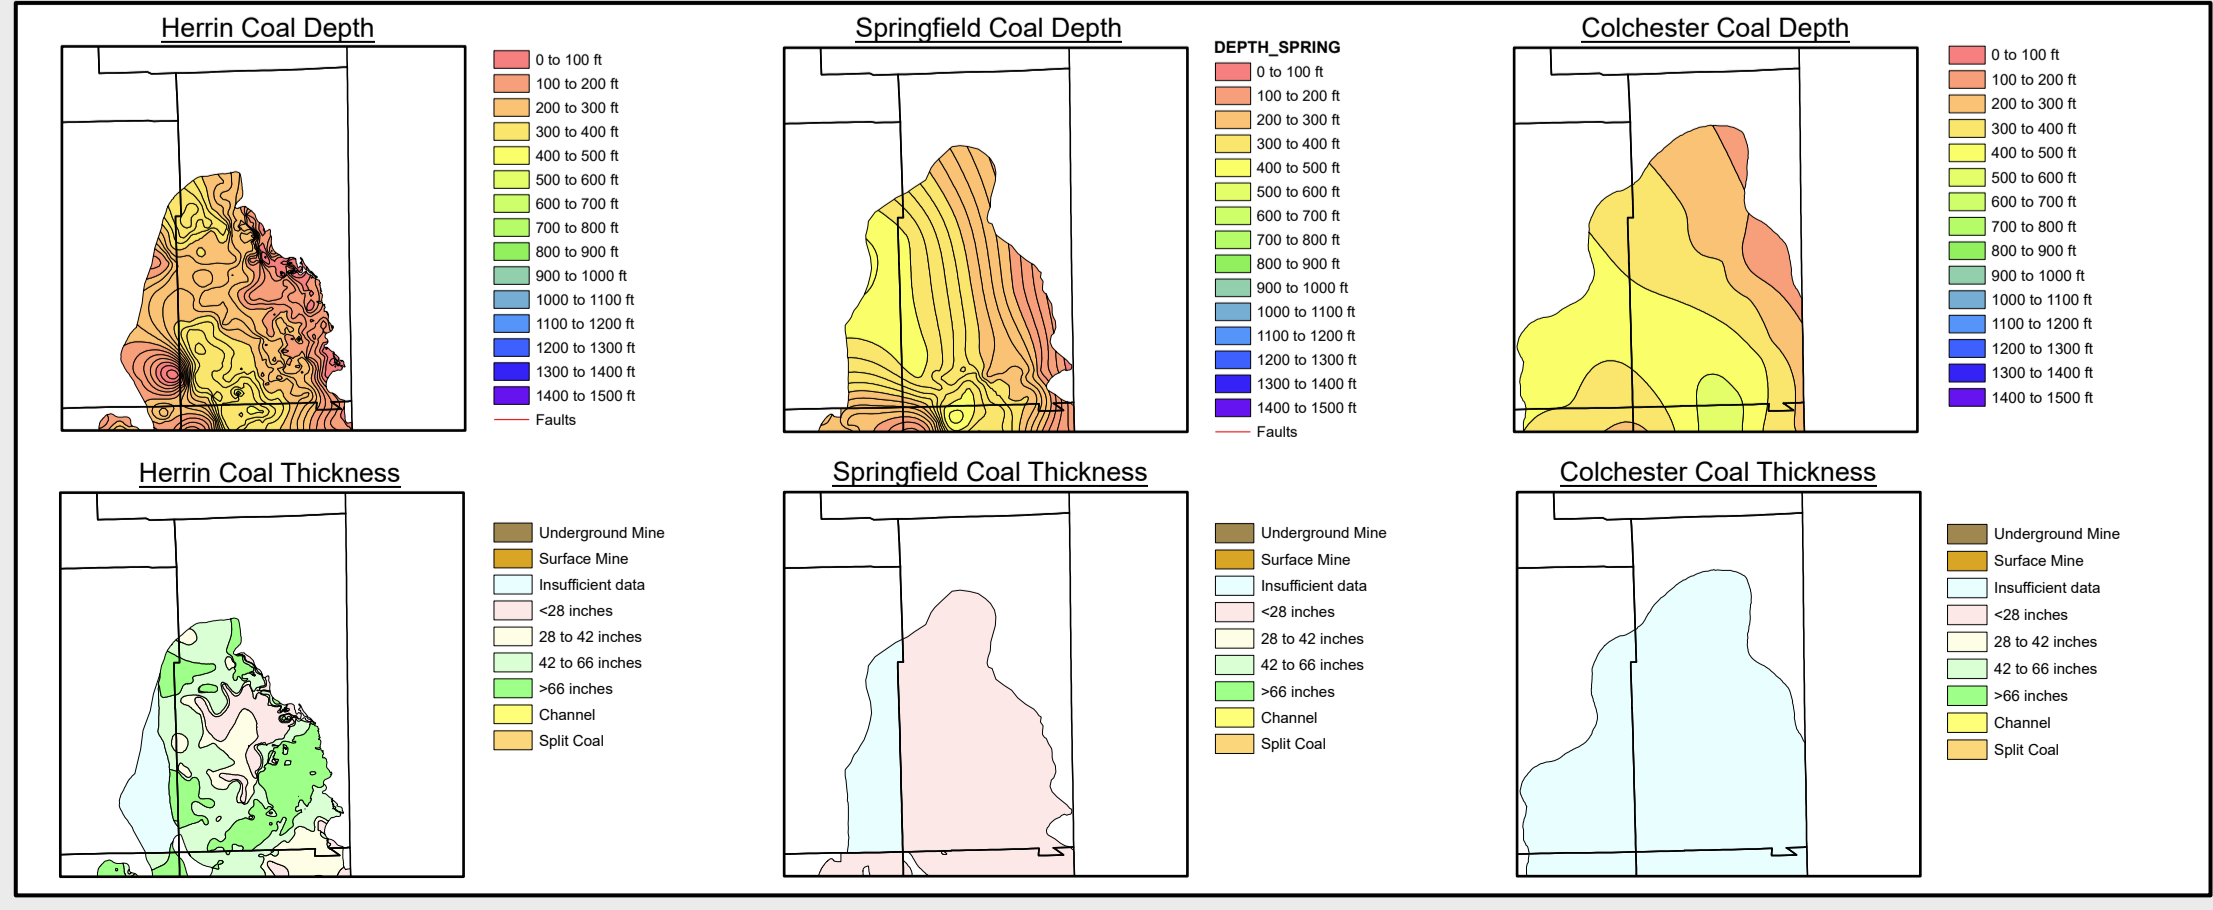 Herrin Coal Depth
0 to 100 ft
100 to 200 ft
200 to 300 ft
300 to 400 ft
400 to 500 ft
500 to 600 ft
600 to 700 ft
700 to 800 ft
800 to 900 ft
900 to 1000 ft
1000 to 1100 ft
1100 to 1200 ft
1200 to 1300 ft
1300 to 1400 ft
1400 to 1500 ft
Faults
Springfield Coal Depth
DEPTH_SPRING
0 to 100 ft
100 to 200 ft
200 to 300 ft
300 to 400 ft
400 to 500 ft
500 to 600 ft
600 to 700 ft
700 to 800 ft
800 to 900 ft
900 to 1000 ft
1000 to 1100 ft
1100 to 1200 ft
1200 to 1300 ft
1300 to 1400 ft
1400 to 1500 ft
Faults
Colchester Coal Depth
0 to 100 ft
100 to 200 ft
200 to 300 ft
300 to 400 ft
400 to 500 ft
500 to 600 ft
600 to 700 ft
700 to 800 ft
800 to 900 ft
900 to 1000 ft
1000 to 1100 ft
1100 to 1200 ft
1200 to 1300 ft
1300 to 1400 ft
1400 to 1500 ft
Herrin Coal Thickness
Underground Mine
Surface Mine
Insufficient data
<28 inches
28 to 42 inches
42 to 66 inches
>66 inches
Channel
Split Coal
Springfield Coal Thickness
Underground Mine
Surface Mine
Insufficient data
<28 inches
28 to 42 inches
42 to 66 inches
>66 inches
Channel
Split Coal
Colchester Coal Thickness
Underground Mine
Surface Mine
Insufficient data
<28 inches
28 to 42 inches
42 to 66 inches
>66 inches
Channel
Split Coal